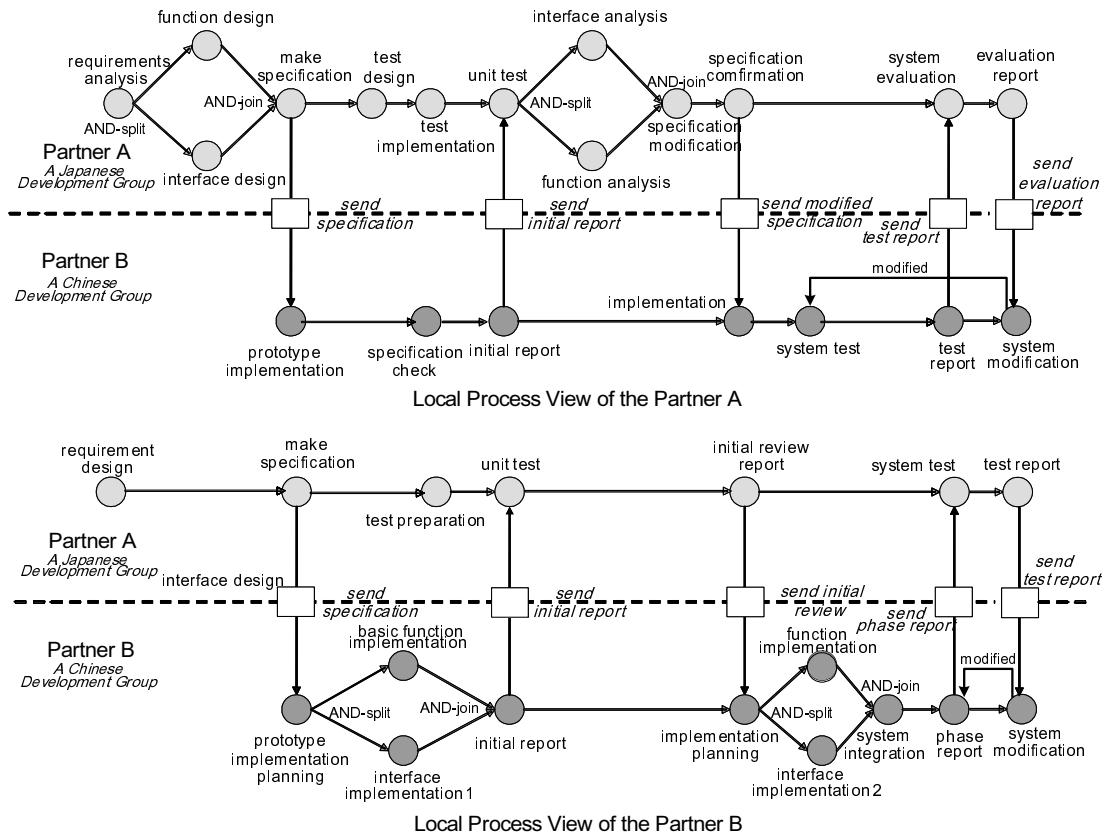 function design
interface analysis
requirements
analysis
make
specification
test
design
unit test
specification
confirmation
system
evaluation
evaluation
report
AND-join
AND-split
AND-join
AND-split
test
implementation
specification
modification
Partner A
A Japanese
Development Group
interface design
function analysis
send
specification
send
initial report
send modified
specification
send
test report
send
evaluation
report
Partner B
A Chinese
Development Group
modified
implementation
prototype
implementation
specification
check
initial report
system test
test
report
system
modification
Local Process View of the Partner A
requirement
design
make
specification
unit test
initial review
report
system test
test report
test preparation
Partner A
A Japanese
Development Group
interface design
send
specification
send
initial report
send initial
review
send
phase report
send
test report
Partner B
A Chinese
Development Group
basic function
implementation
function
implementation
modified
AND-split
AND-join
AND-split
AND-join
prototype
implementation
planning
interface
implementation1
initial report
implementation
planning
interface
implementation2
system
integration
phase
report
system
modification
Local Process View of the Partner B